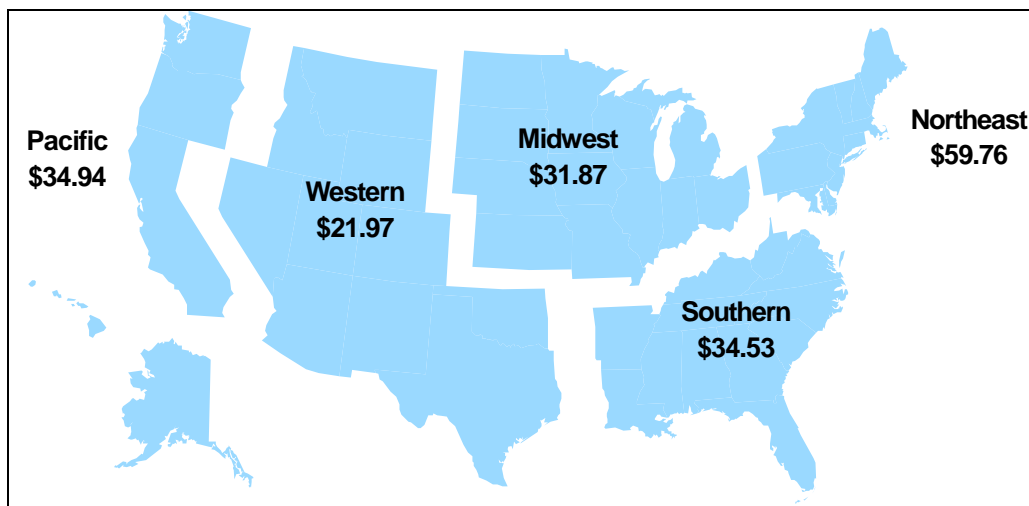 Pacific
$34.94
Western
$21.97
Midwest
$31.87
Northeast
$59.76
Southern
$34.53